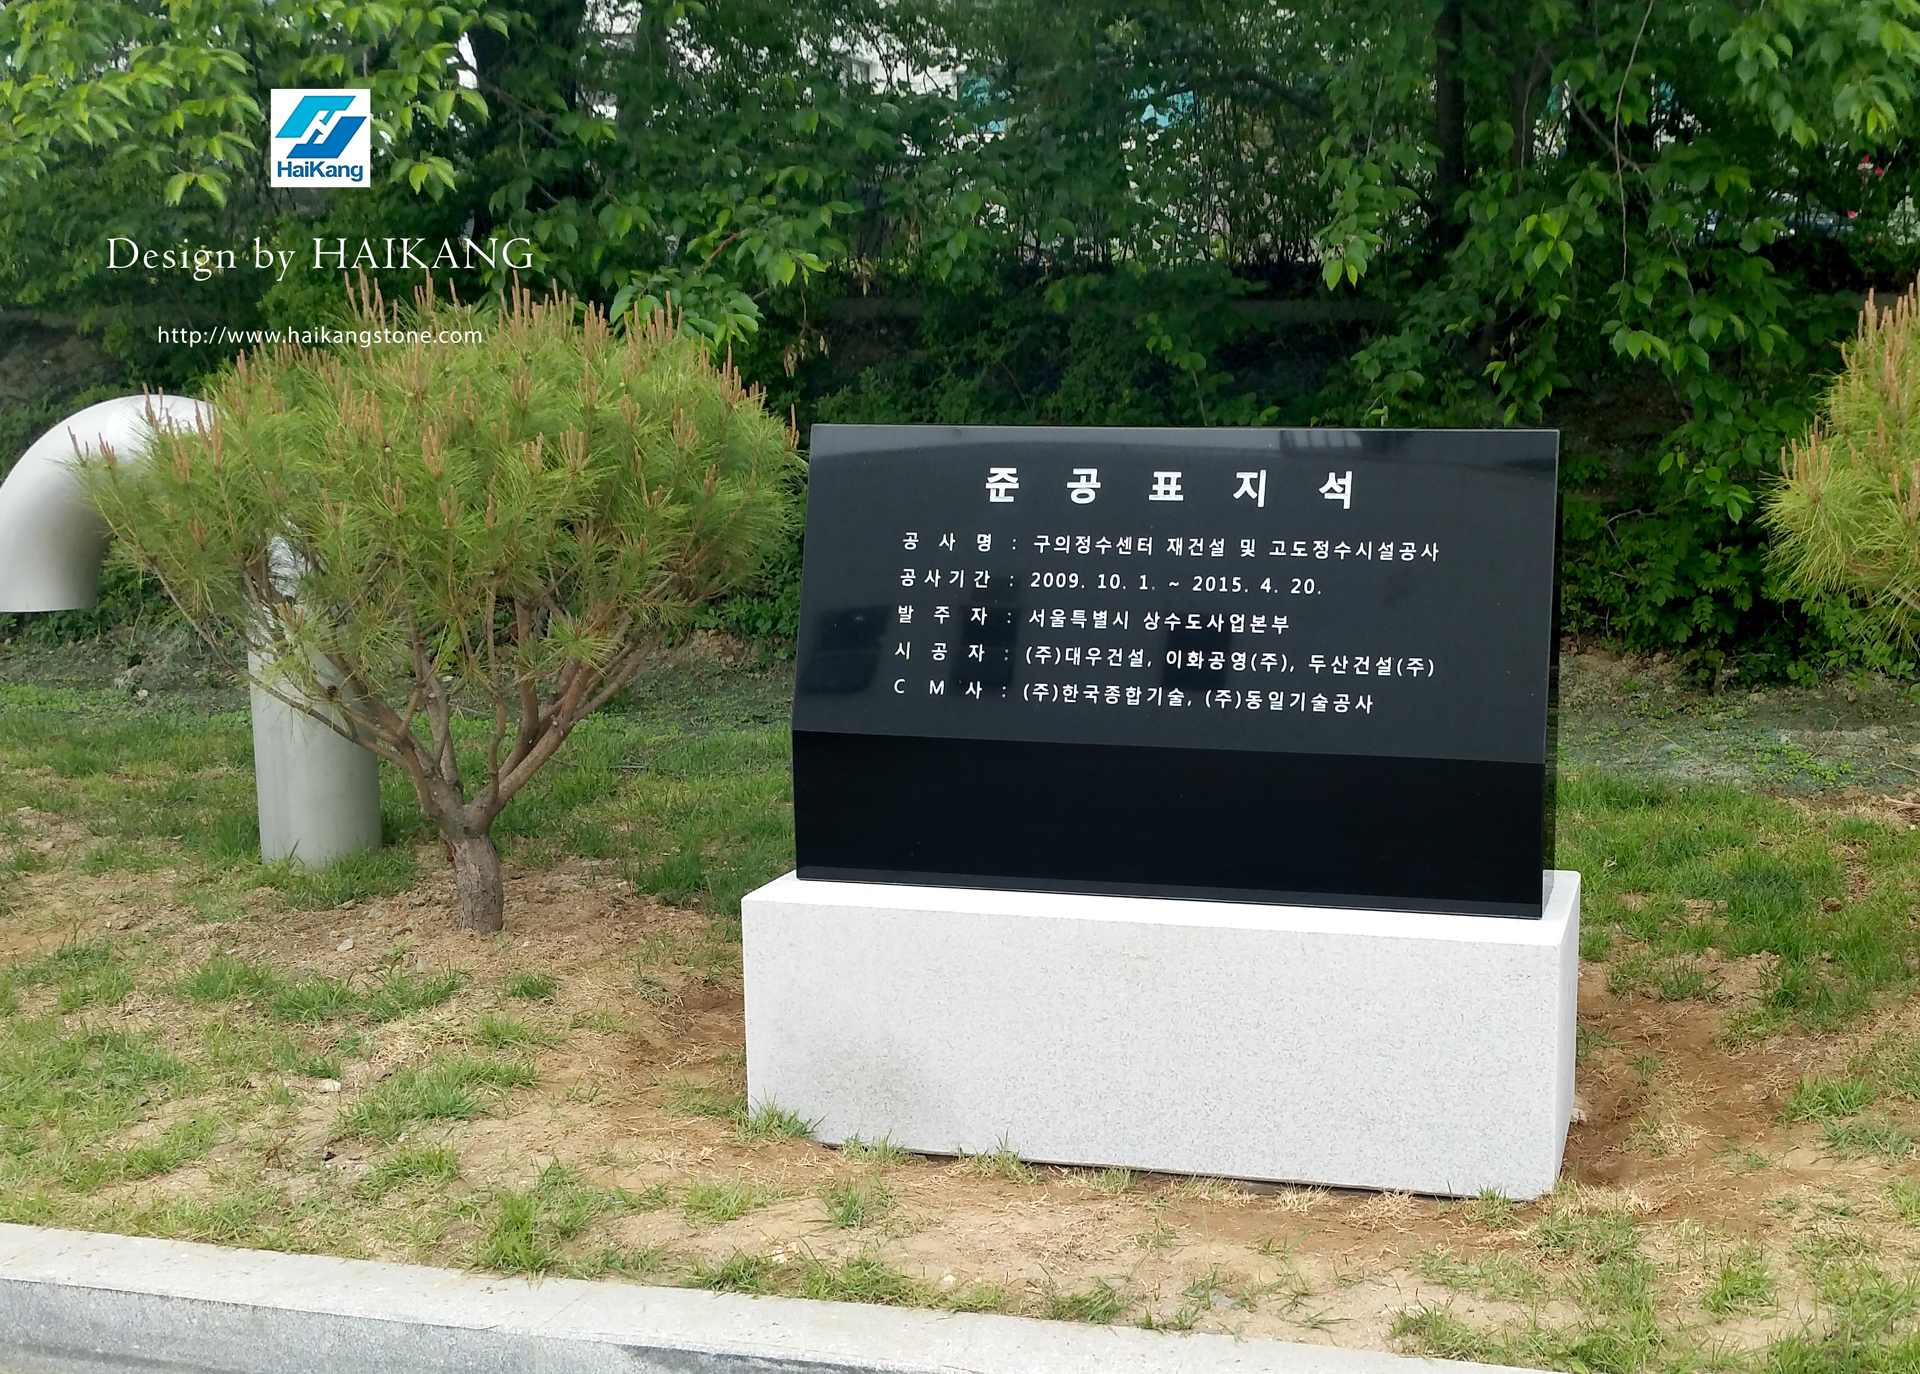 HaiKang
Design by HAIKANG
http://www.haikangstone.com
준 공 표 지 석
공 사 명 : 구의정수센터 재건설 및 고도정수시설공사
공사기간 : 2009. 10. 1. ~ 2015. 4. 20.
발 주 자 : 서울특별시 상수도사업본부
시 공 자 : (주)대우건설, 이화공영(주), 두산건설(주)
C M 사 : (주)한국종합기술, (주)동일기술공사